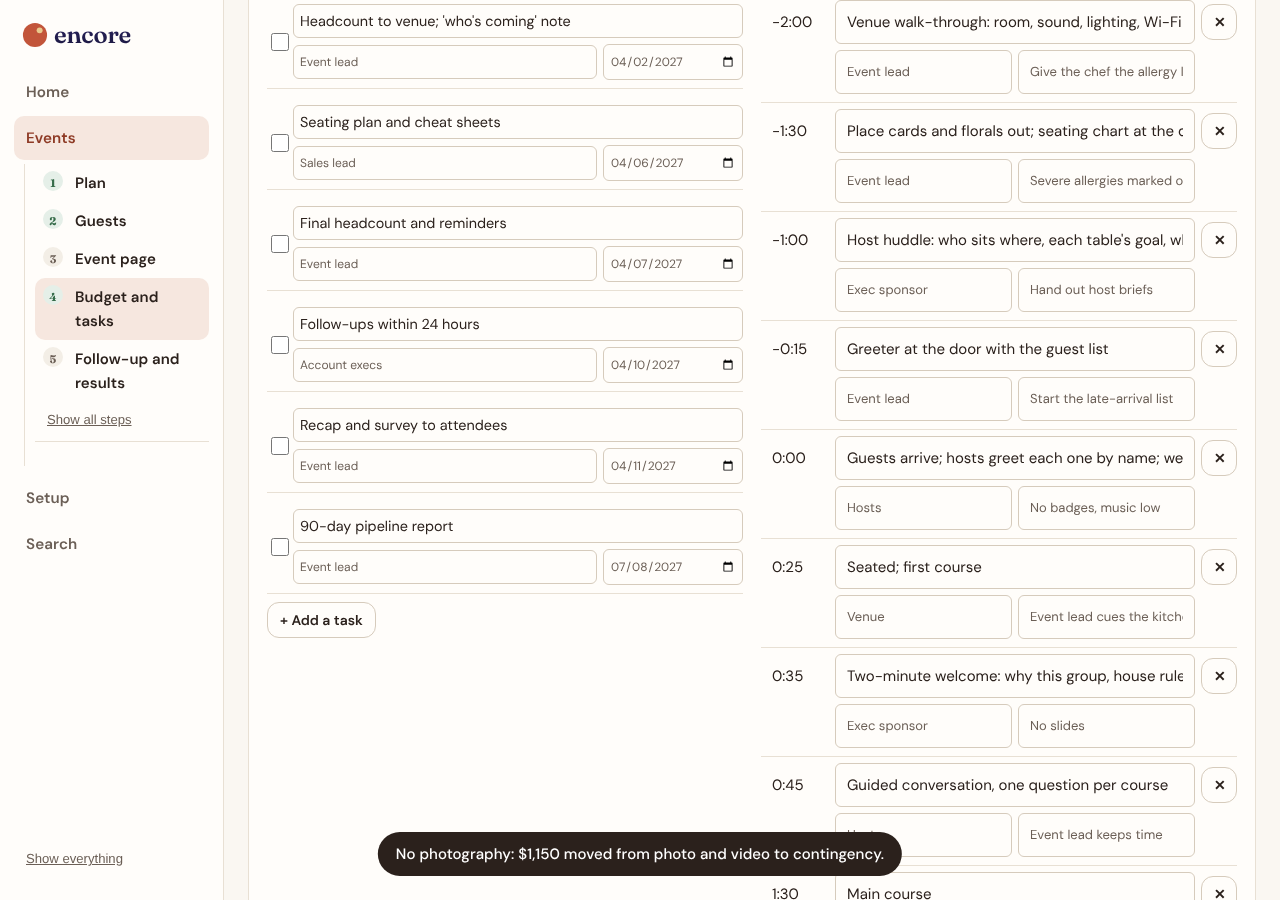 encore
Home
Events
1 Plan
2 Guests
3 Event page
4 Budget and
tasks
5 Follow-up and
results
Show all steps
Setup
Search
Show everything
Headcount to venue; 'who's coming' note
Event lead 04/02/2027
Seating plan and cheat sheets
Sales lead 04/06/2027
Final headcount and reminders
Event lead 04/07/2027
Follow-ups within 24 hours
Account execs 04/10/2027
Recap and survey to attendees
Event lead 04/11/2027
90-day pipeline report
Event lead 07/08/2027
+ Add a task
-2:00 Venue walk-through: room, sound, lighting, Wi-Fi ×
Event lead Give the chef the allergy
-1:30 Place cards and florals out; seating chart at the ×
Event lead Severe allergies marked
-1:00 Host huddle: who sits where, each table's goal, ×
Exec sponsor Hand out host briefs
-0:15 Greeter at the door with the guest list ×
Event lead Start the late-arrival list
0:00 Guests arrive; hosts greet each one by name; ×
Hosts No badges, music low
0:25 Seated; first course ×
Venue Event lead cues the
0:35 Two-minute welcome: why this group, house ×
Exec sponsor No slides
0:45 Guided conversation, one question per course ×
Event lead keeps time
1:30 Main course ×
No photography: $1,150 moved from photo and video to contingency.